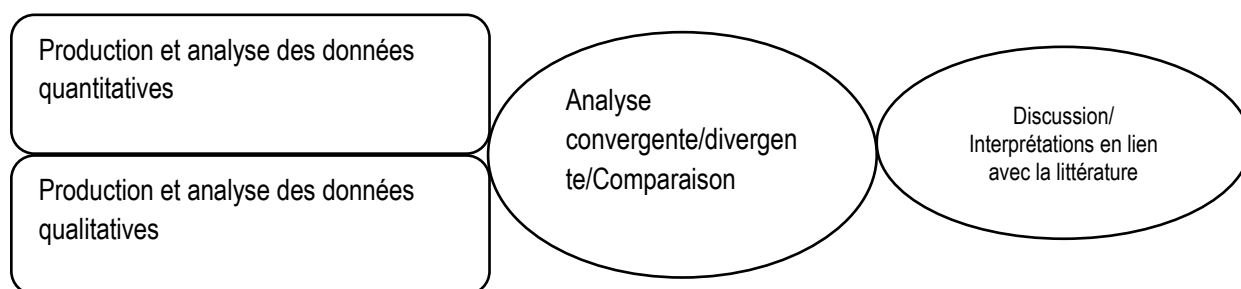 Production et analyse des données
quantitatives
Production et analyse des données
qualitatives
Analyse
convergente/divergen
te/Comparaison
Discussion/
Interprétations en lien
avec la littérature